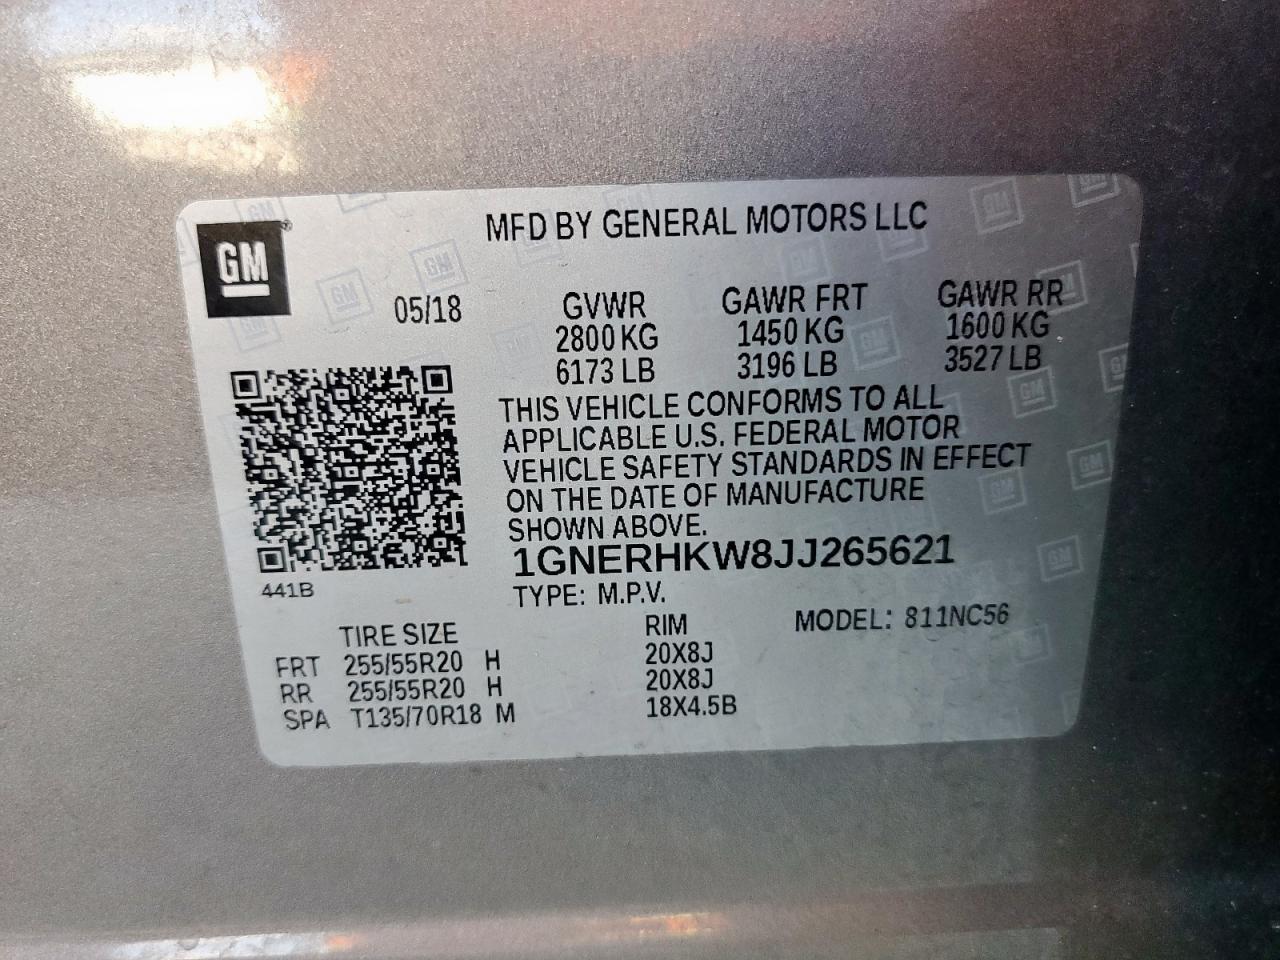 GM
MFD BY GENERAL MOTORS LLC
05/18 GVWR GAWR FRT GAWR RR
2800 KG 1450 KG 1600 KG
6173 LB 3196 LB 3527 LB
THIS VEHICLE CONFORMS TO ALL
APPLICABLE U.S. FEDERAL MOTOR
VEHICLE SAFETY STANDARDS IN EFFECT
ON THE DATE OF MANUFACTURE
SHOWN ABOVE.
1GNERHKW8JJ265621
441B
TYPE: M.P.V.
TIRE SIZE RIM MODEL: 811NC56
FRT 255/55R20 H 20X8J
RR 255/55R20 H 20X8J
SPA T135/70R18 M 18X4.5B